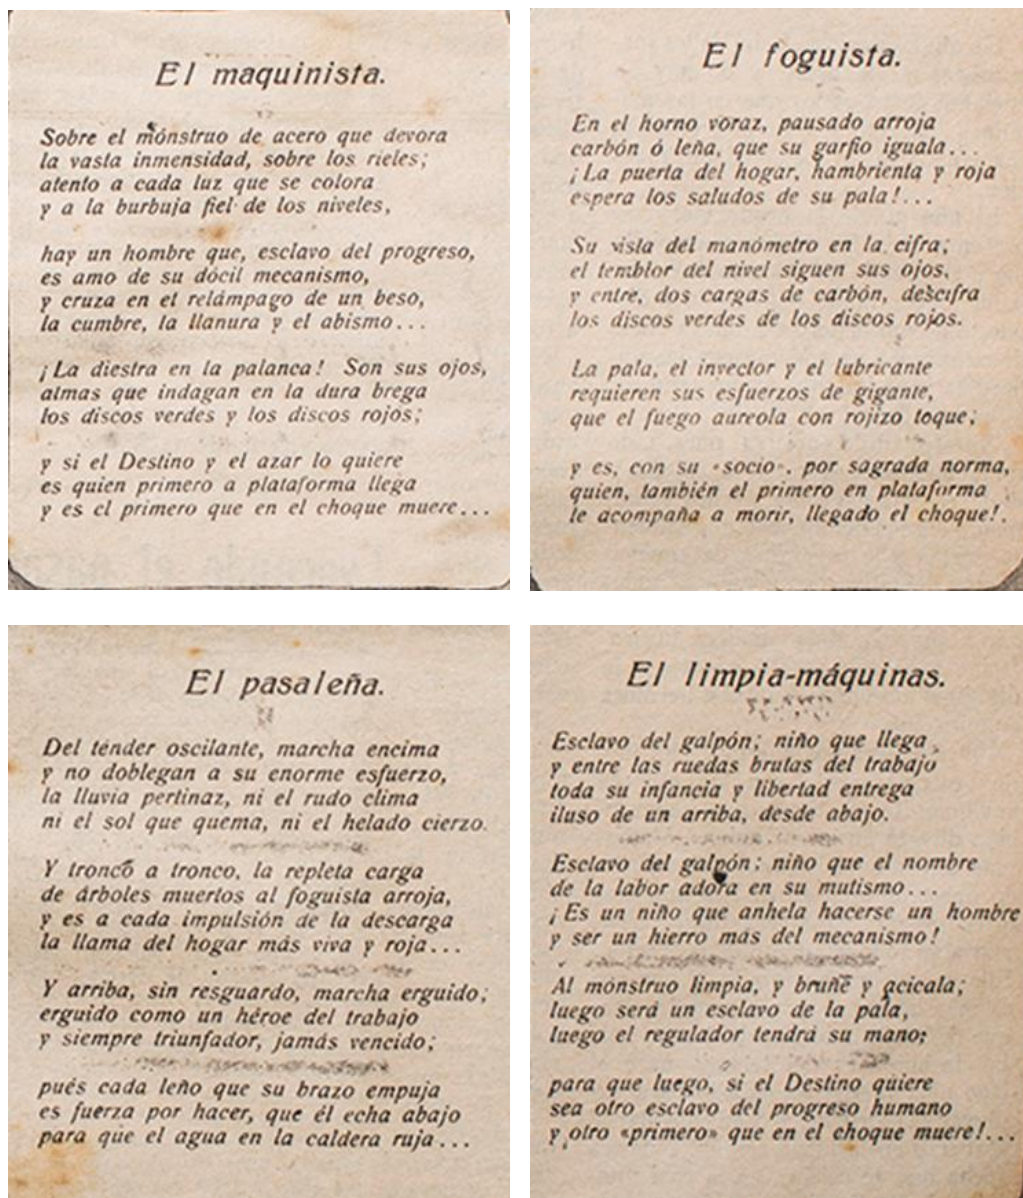 El maquinista.
Sobre el mónstruo de acero que devora
la vasta inmensidad, sobre los rieles;
atento a cada luz que se colora
y a la burbuja fiel de los niveles,
hay un hombre que, esclavo del progreso,
es amo de su dócil mecanismo,
y cruza en el relámpago de un beso,
la cumbre, la llanura y el abismo...
¡La diestra en la palanca! Son sus ojos,
almas que indagan en la dura brega
los discos verdes y los discos rojos;
y si el Destino y el azar lo quiere
es quien primero a plataforma llega
y es el primero que en el choque muere...
El foguista.
En el horno voraz, pausado arroja
carbón ó leña, que su garfio iguala...
¡La puerta del hogar, hambrienta y roja
espera los saludos de su pala!...
Su vista del manómetro en la cifra;
el temblor del nivel siguen sus ojos,
y entre, dos cargas de carbón, descifra
los discos verdes de los discos rojos.
La pala, el inyector y el lubricante
requieren sus esfuerzos de gigante,
que el fuego aureola con rojizo toque;
y es, con su «socio», por sagrada norma,
quien, también el primero en plataforma
le acompaña a morir, llegado el choque!.
El pasaleña.
Del ténder oscilante, marcha encima
y no doblegan a su enorme esfuerzo,
la lluvia pertinaz, ni el rudo clima
ni el sol que quema, ni el helado cierzo.
Y tronco a tronco, la repleta carga
de árboles muertos al foguista arroja,
y es a cada impulsión de la descarga
la llama del hogar más viva y roja...
Y arriba, sin resguardo, marcha erguido;
erguido como un héroe del trabajo
y siempre triunfador, jamás vencido;
pués cada leño que su brazo empuja
es fuerza por hacer, que él echa abajo
para que el agua en la caldera ruja...
El limpia-máquinas.
Esclavo del galpón; niño que llega
y entre las ruedas brutas del trabajo
toda su infancia y libertad entrega
iluso de un arriba, desde abajo.
Esclavo del galpón; niño que el nombre
de la labor adora en su mutismo...
¡Es un niño que anhela hacerse un hombre
y ser un hierro más del mecanismo!
Al mónstruo limpia, y bruñe y acicala;
luego será un esclavo de la pala,
luego el regulador tendrá su mano;
para que luego, si el Destino quiere
sea otro esclavo del progreso humano
y otro «primero» que en el choque muere!...